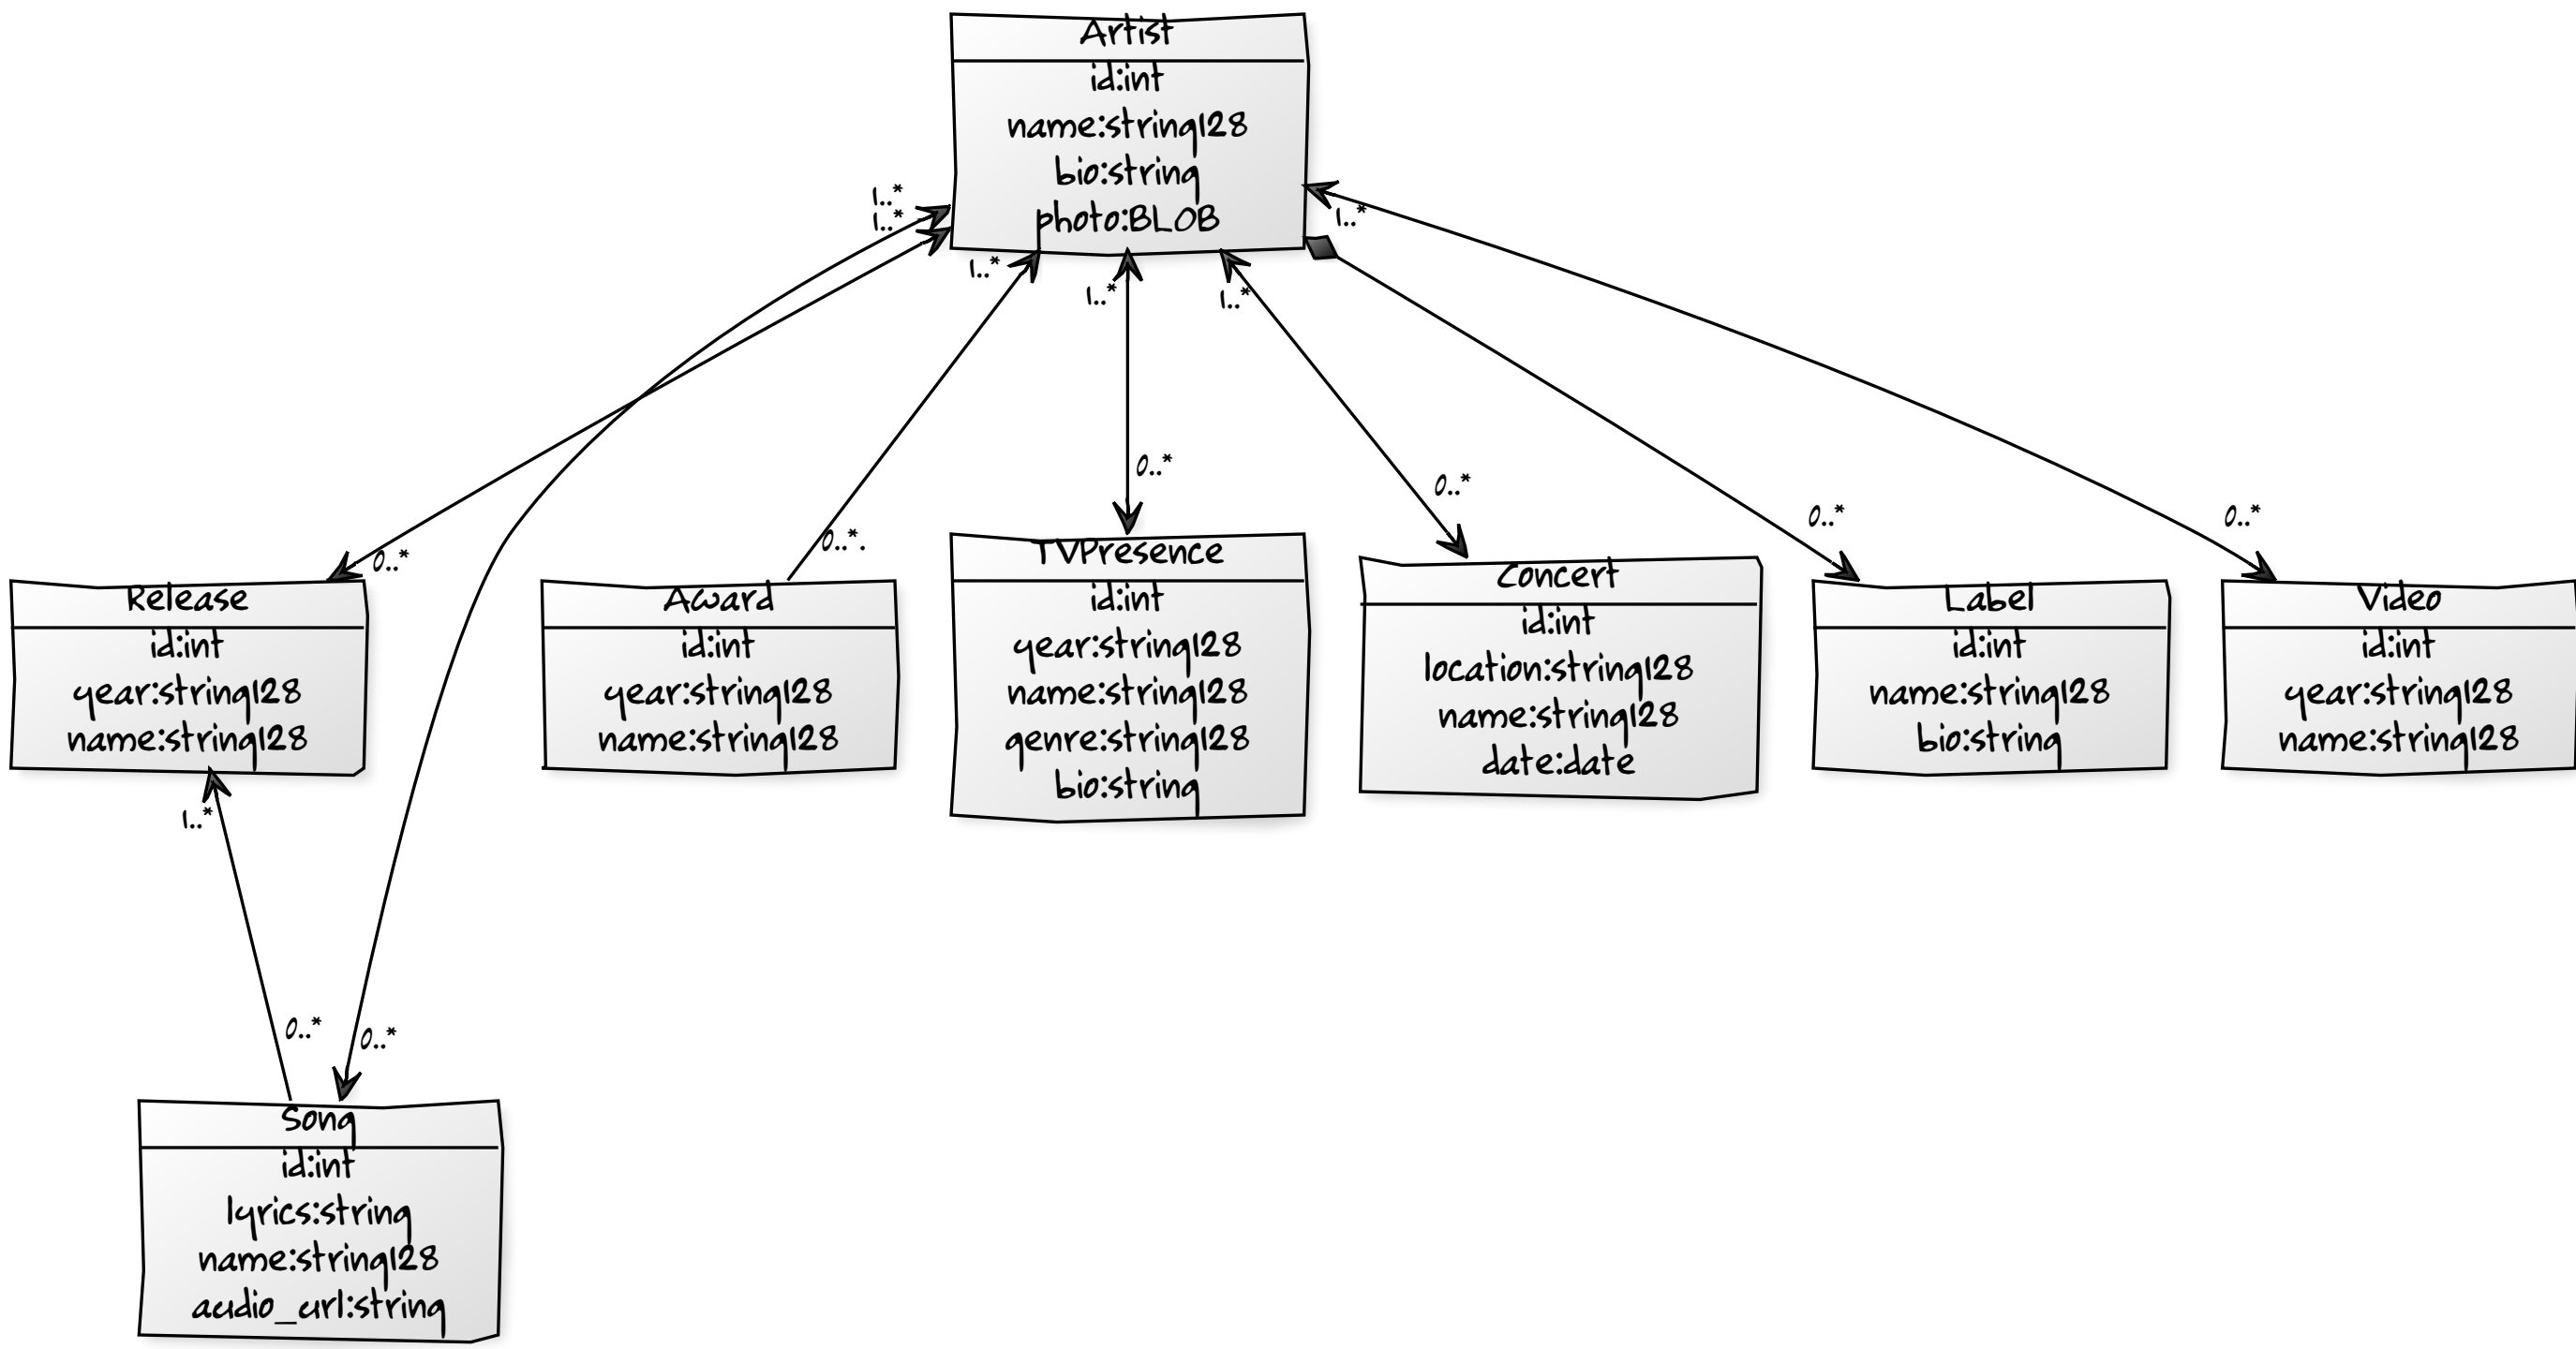 Artist
id:int
name:string128
bio:string
photo:BLOB
1..*
1..*
1..*
1..*
1..*
1..*
0..*
0..*.
0..*
0..*
0..*
0..*
Release
id:int
year:string128
name:string128
Award
id:int
year:string128
name:string128
TVPresence
id:int
year:string128
name:string128
genre:string128
bio:string
Concert
id:int
location:string128
name:string128
date:date
Label
id:int
name:string128
bio:string
Video
id:int
year:string128
name:string128
1..*
0..*
0..*
Song
id:int
lyrics:string
name:string128
audio_url:string